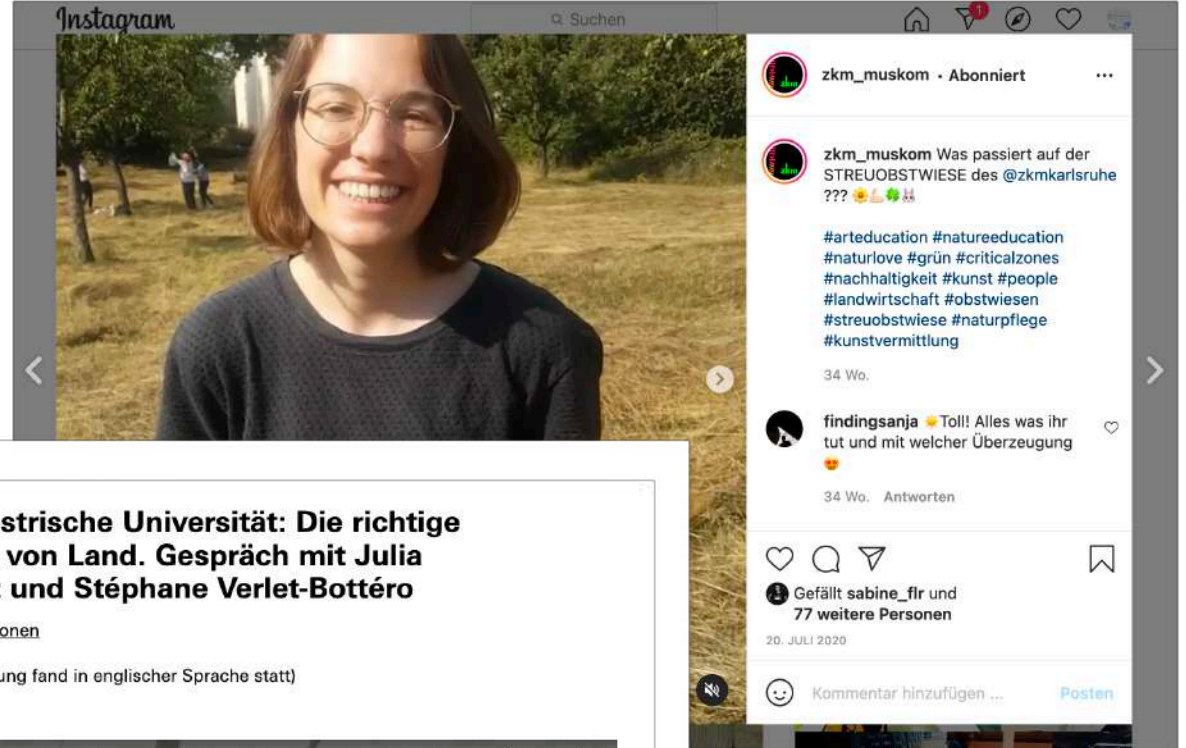 Instagram
Suchen
1
zkm_muskom • Abonniert
zkm
zkm_muskom Was passiert auf der
STREUOBSTWIESE des @zkmkarlsruhe
??? 🌻💪🏻🍀🐰
#arteducation #natureeducation
#naturlove #grün #criticalzones
#nachhaltigkeit #kunst #people
#landwirtschaft #obstwiesen
#streuobstwiese #naturpflege
#kunstvermittlung
34 Wo.
findingsanja ☀️Toll! Alles was ihr
tut und mit welcher Überzeugung
😍
34 Wo. Antworten
Gefällt sabine_flr und
77 weitere Personen
20. JULI 2020
Kommentar hinzufügen ... Posten
strische Universität: Die richtige
von Land. Gespräch mit Julia
t und Stéphane Verlet-Bottéro
onen
ung fand in englischer Sprache statt)